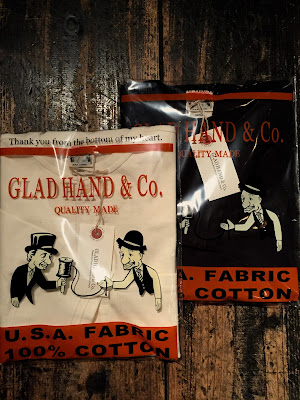 Thank you from the bottom of my heart.
GLAD HAND & Co.
QUALITY MADE
U.S.A. FABRIC
100% COTTON
HAND & Co.
QUALITY MADE
A. FABRIC
COTTON